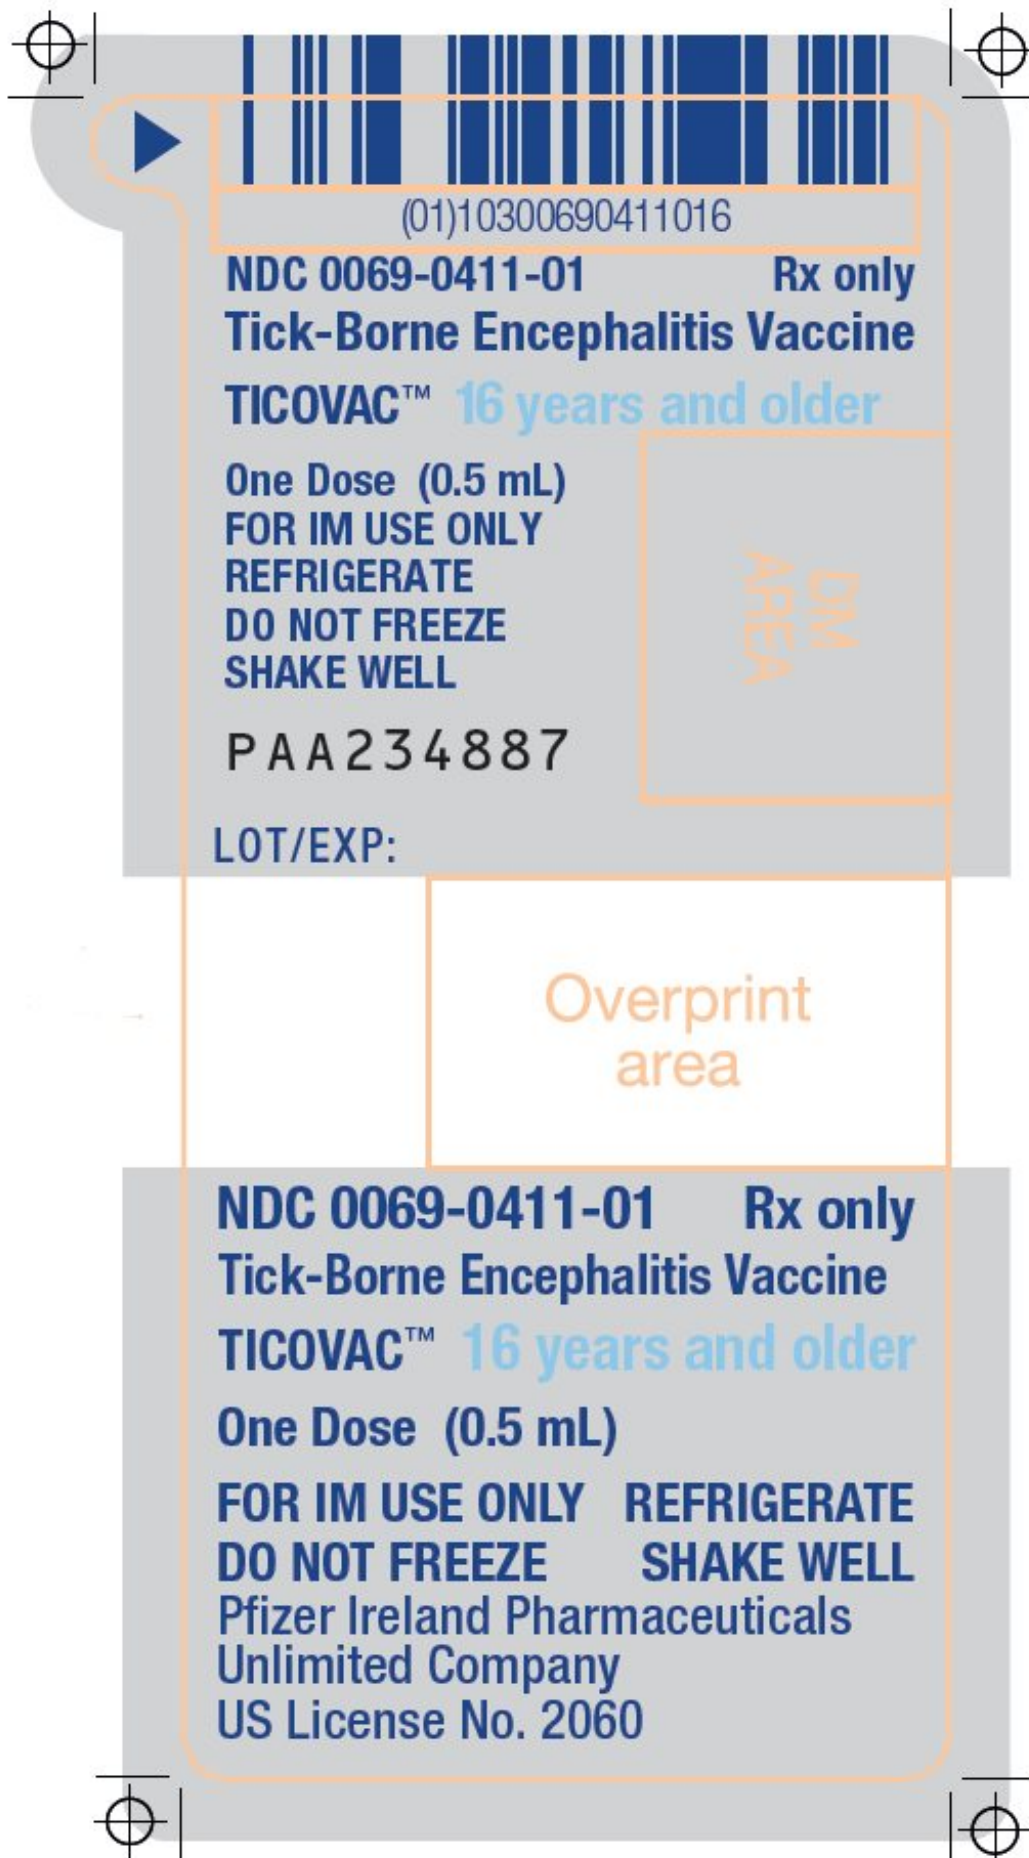 (01)10300690411016
NDC 0069-0411-01 Rx only
Tick-Borne Encephalitis Vaccine
TICOVAC™ 16 years and older
One Dose (0.5 mL)
FOR IM USE ONLY
REFRIGERATE
DO NOT FREEZE
SHAKE WELL
DM
AREA
PAA234887
LOT/EXP:
Overprint
area
NDC 0069-0411-01 Rx only
Tick-Borne Encephalitis Vaccine
TICOVAC™ 16 years and older
One Dose (0.5 mL)
FOR IM USE ONLY REFRIGERATE
DO NOT FREEZE SHAKE WELL
Pfizer Ireland Pharmaceuticals
Unlimited Company
US License No. 2060